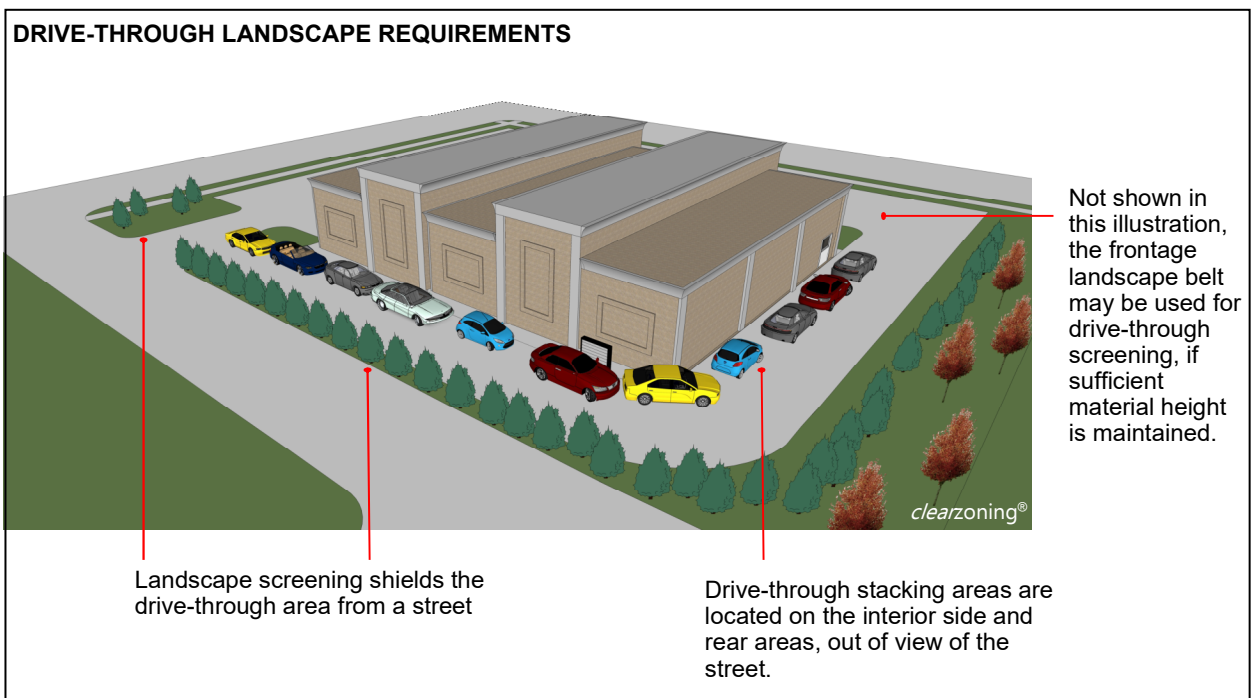 DRIVE-THROUGH LANDSCAPE REQUIREMENTS
Not shown in
this illustration,
the frontage
landscape belt
may be used for
drive-through
screening, if
sufficient
material height
is maintained.
clearzoning®
Landscape screening shields the
drive-through area from a street
Drive-through stacking areas are
located on the interior side and
rear areas, out of view of the
street.